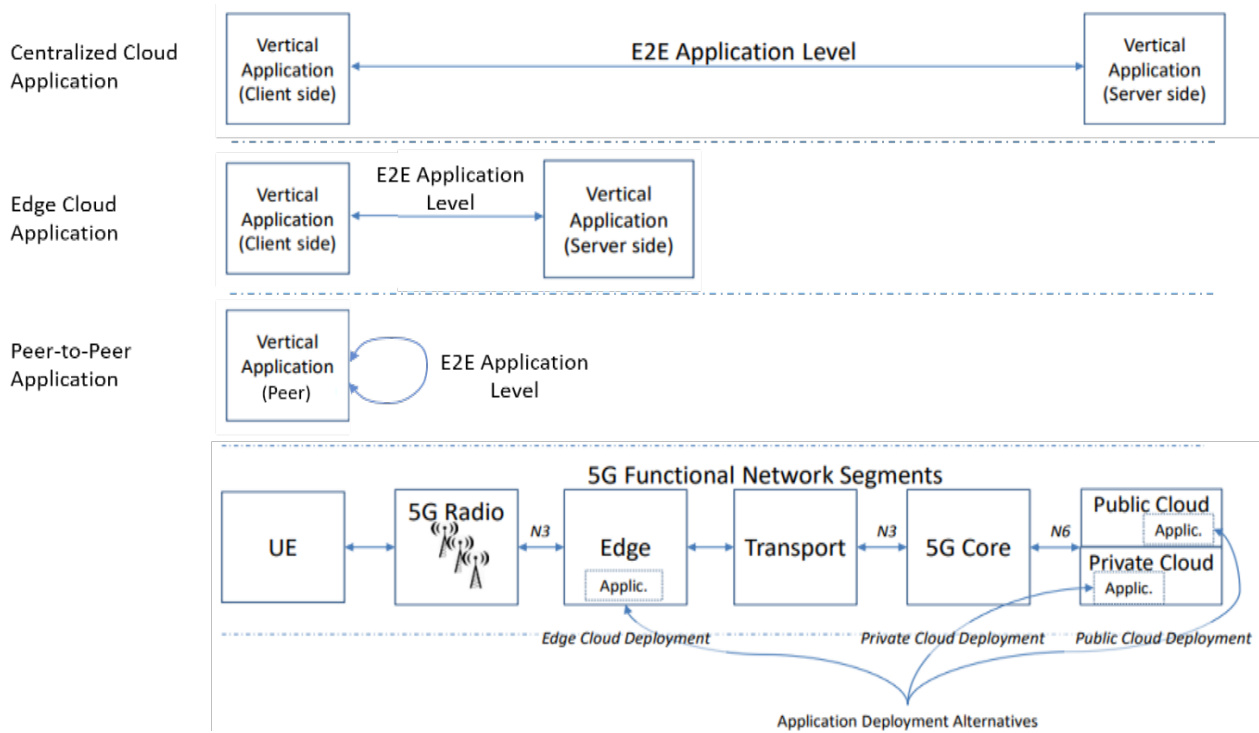 Centralized Cloud
Application
Vertical
Application
(Client side)
E2E Application Level
Vertical
Application
(Server side)
Edge Cloud
Application
Vertical
Application
(Client side)
E2E Application
Level
Vertical
Application
(Server side)
Peer-to-Peer
Application
Vertical
Application
(Peer)
E2E Application
Level
5G Functional Network Segments
UE
5G Radio
N3
Edge
Applic.
Transport
N3
5G Core
N6
Public Cloud
Applic.
Private Cloud
Applic.
Edge Cloud Deployment
Private Cloud Deployment
Public Cloud Deployment
Application Deployment Alternatives